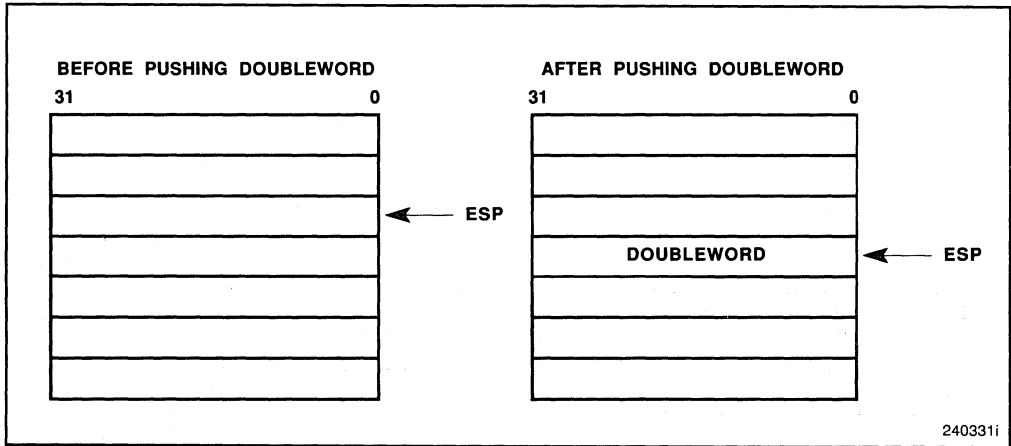 BEFORE PUSHING DOUBLEWORD
31 0
ESP
AFTER PUSHING DOUBLEWORD
31 0
DOUBLEWORD
ESP
240331i